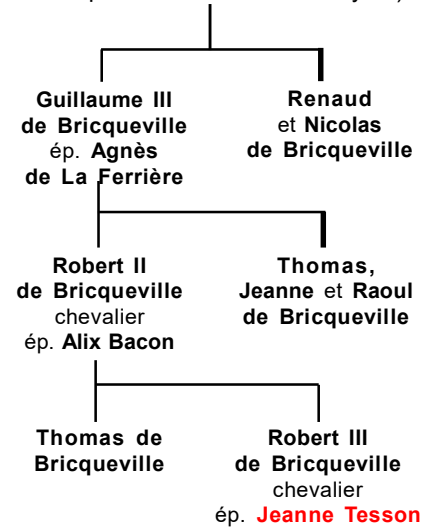 Guillaume III
de Bricqueville
ép. Agnès
de La Ferrière
Renaud
et Nicolas
de Bricqueville
Robert II
de Bricqueville
chevalier
ép. Alix Bacon
Thomas,
Jeanne et Raoul
de Bricqueville
Thomas de
Bricqueville
Robert III
de Bricqueville
chevalier
ép. Jeanne Tesson